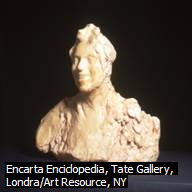 Encarta Enciclopedia, Tate Gallery,
Londra/Art Resource, NY